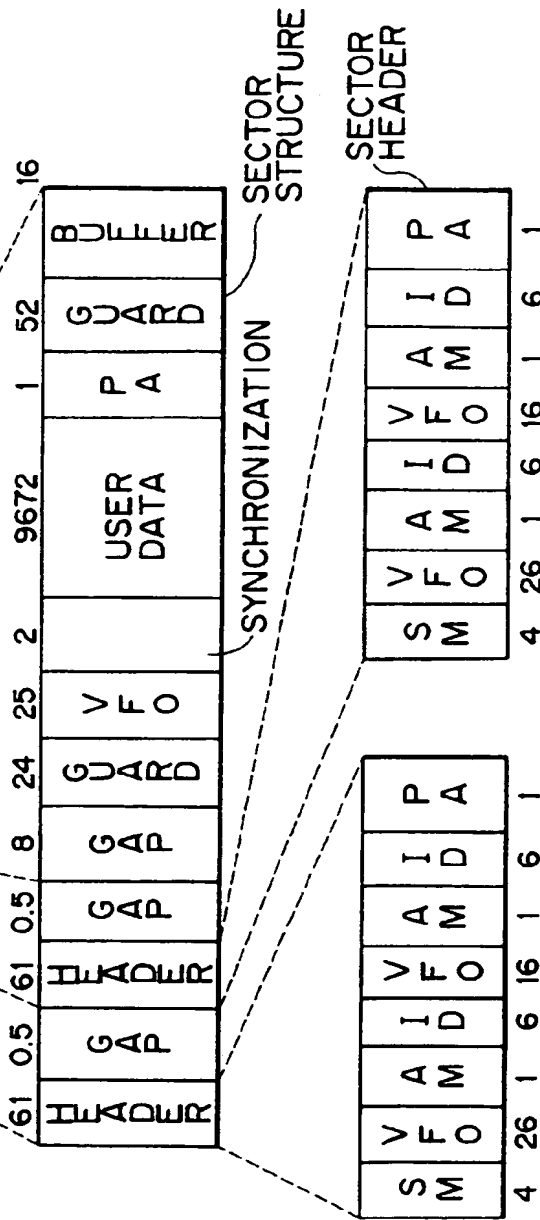 61 0.5 61 0.5 8 24 25 2 9672 1 52 16
HEADER GAP HEADER GAP GAP GUARD VFO USER DATA PA GUARD BUFFER
SYNCHRONIZATION
SECTOR
STRUCTURE
SM VFO AM ID VFO AM ID PA
4 26 1 6 16 1 6 1
SECTOR
HEADER
SM VFO AM ID VFO AM ID PA
4 26 1 6 16 1 6 1